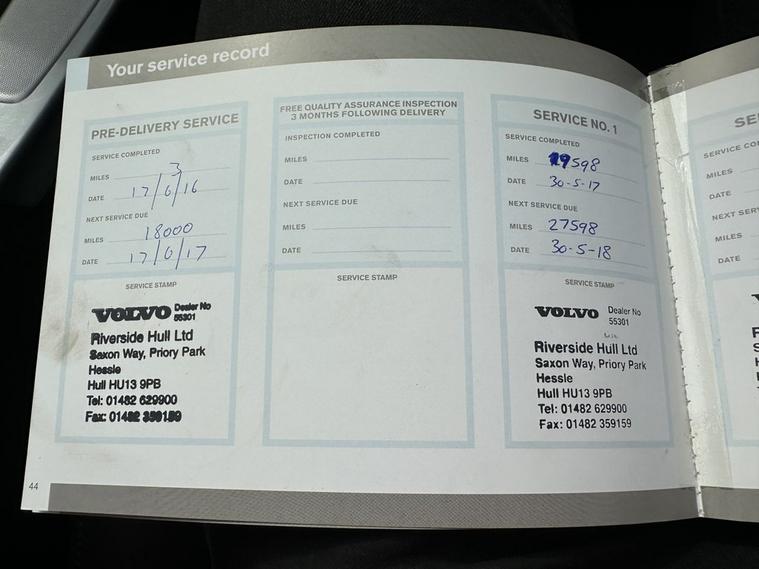 Your service record
PRE-DELIVERY SERVICE
SERVICE COMPLETED
MILES 3
DATE 17/6/16
NEXT SERVICE DUE
MILES 18000
DATE 17/6/17
SERVICE STAMP
VOLVO Dealer No
55301
Riverside Hull Ltd
Saxon Way, Priory Park
Hessle
Hull HU13 9PB
Tel: 01482 629900
Fax: 01482 359159
FREE QUALITY ASSURANCE INSPECTION
3 MONTHS FOLLOWING DELIVERY
INSPECTION COMPLETED
MILES
DATE
NEXT SERVICE DUE
MILES
DATE
SERVICE STAMP
SERVICE NO. 1
SERVICE COMPLETED
MILES 9598
DATE 30-5-17
NEXT SERVICE DUE
MILES 27598
DATE 30-5-18
SERVICE STAMP
VOLVO Dealer No
55301
Riverside Hull Ltd
Saxon Way, Priory Park
Hessle
Hull HU13 9PB
Tel: 01482 629900
Fax: 01482 359159
MILES
DATE
MILES
DATE
44